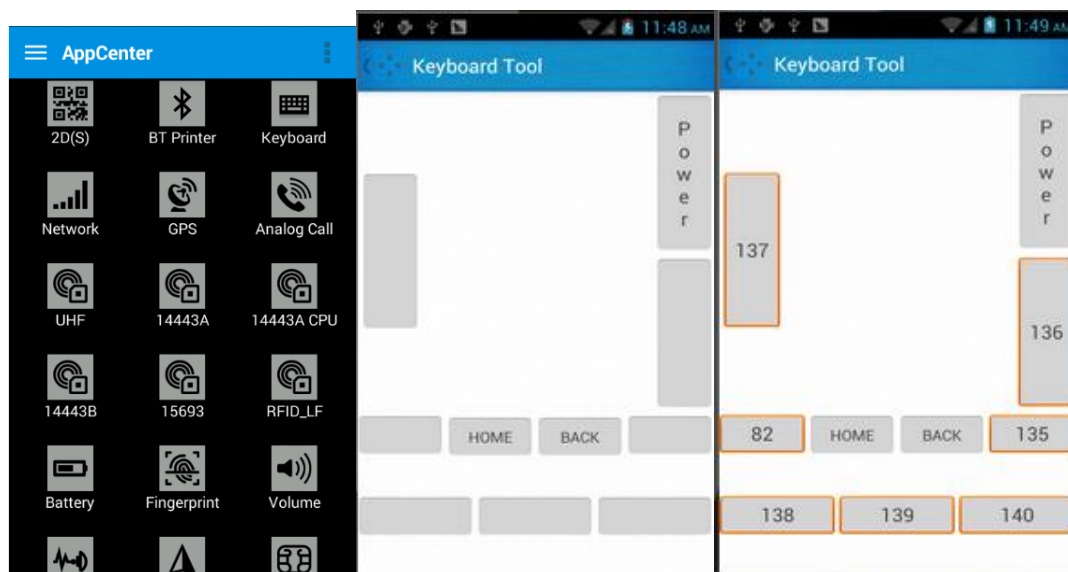 AppCenter
2D(S) BT Printer Keyboard
Network GPS Analog Call
UHF 14443A 14443A CPU
14443B 15693 RFID_LF
Battery Fingerprint Volume
11:48 AM
Keyboard Tool
Power
HOME BACK
11:49 AM
Keyboard Tool
Power
137
136
82 HOME BACK 135
138 139 140